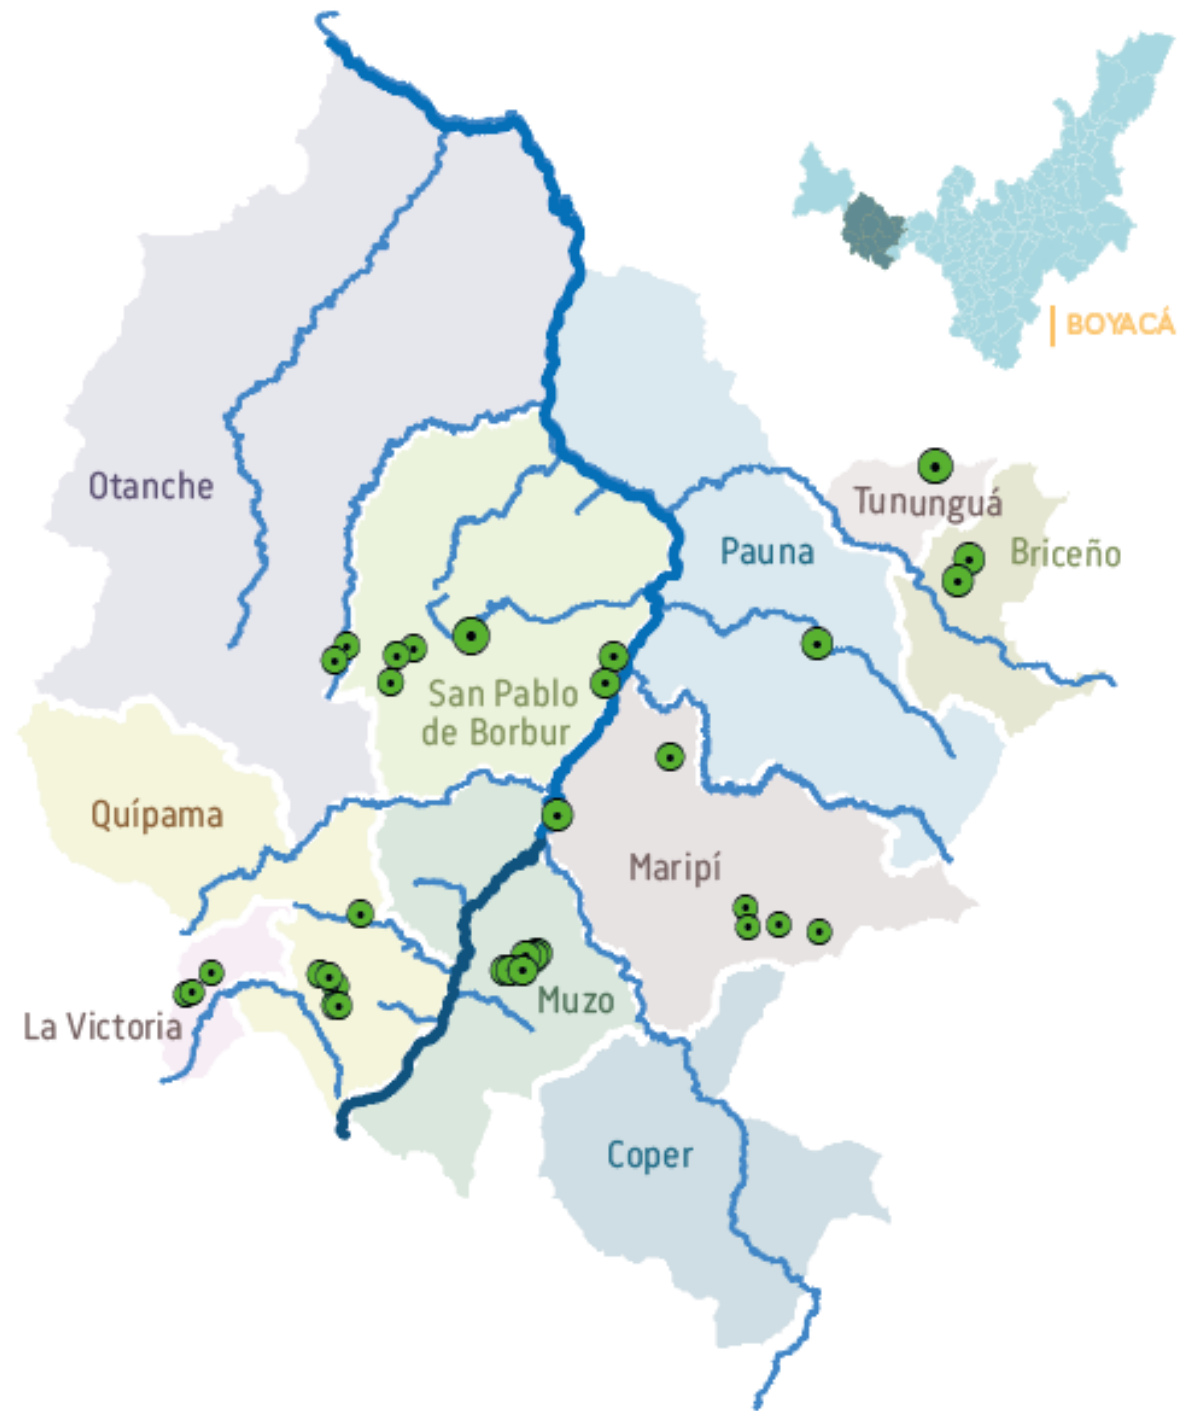 BOYACÁ
Otanche
Tununguá
Pauna
Briceño
San Pablo
de Borbur
Quípama
Maripí
La Victoria
Muzo
Coper